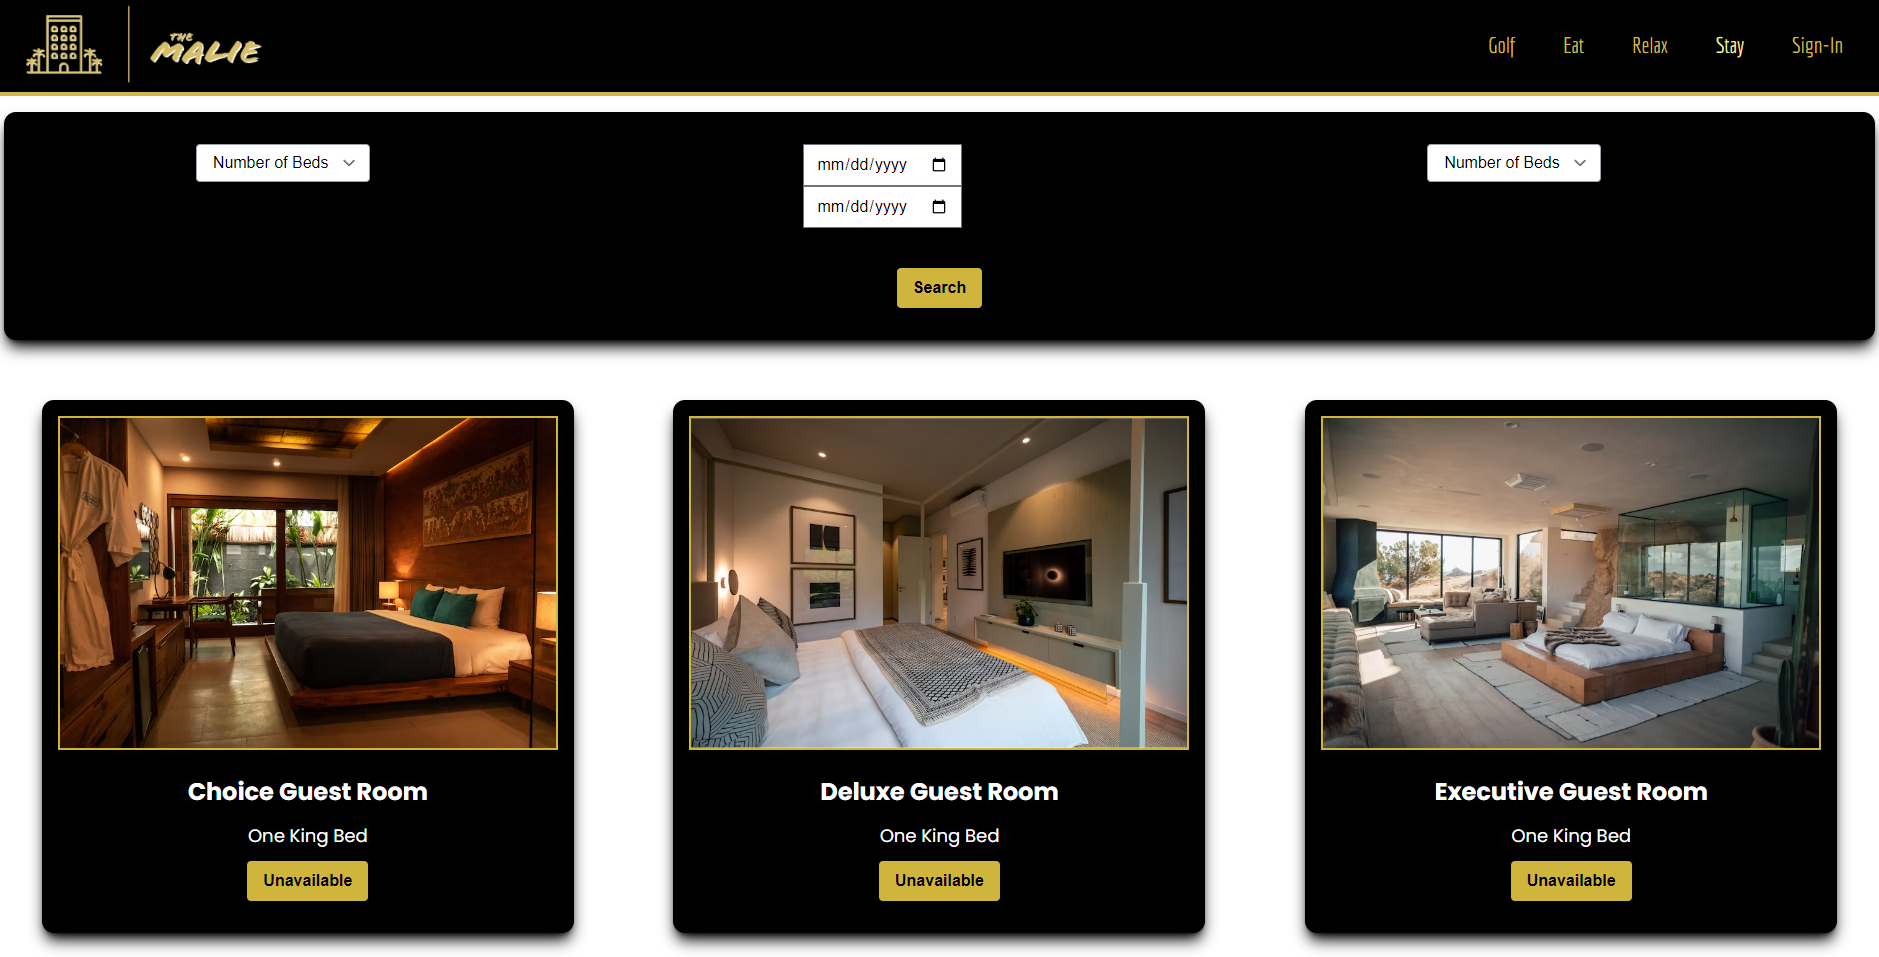 THE
MALIE
Golf Eat Relax Stay Sign-In
Number of Beds mm/dd/yyyy Number of Beds
mm/dd/yyyy
Search
Choice Guest Room Deluxe Guest Room Executive Guest Room
One King Bed One King Bed One King Bed
Unavailable Unavailable Unavailable